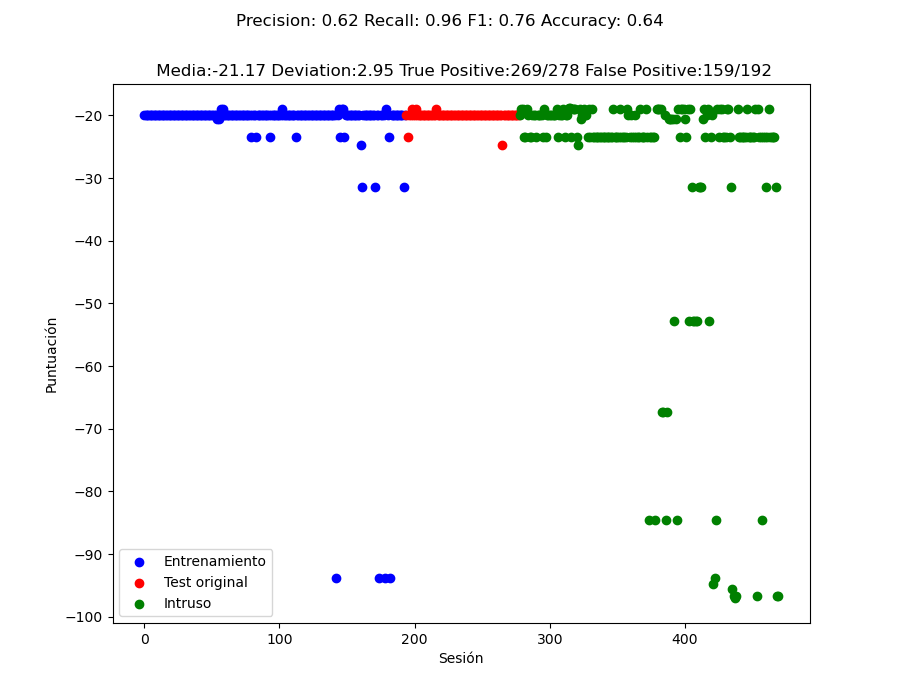 Precision: 0.62 Recall: 0.96 F1: 0.76 Accuracy: 0.64
Media:-21.17 Deviation:2.95 True Positive:269/278 False Positive:159/192
−20
−30
−40
−50
−60
−70
−80
−90
−100
Puntuación
Entrenamiento
Test original
Intruso
0 100 200 300 400
Sesión